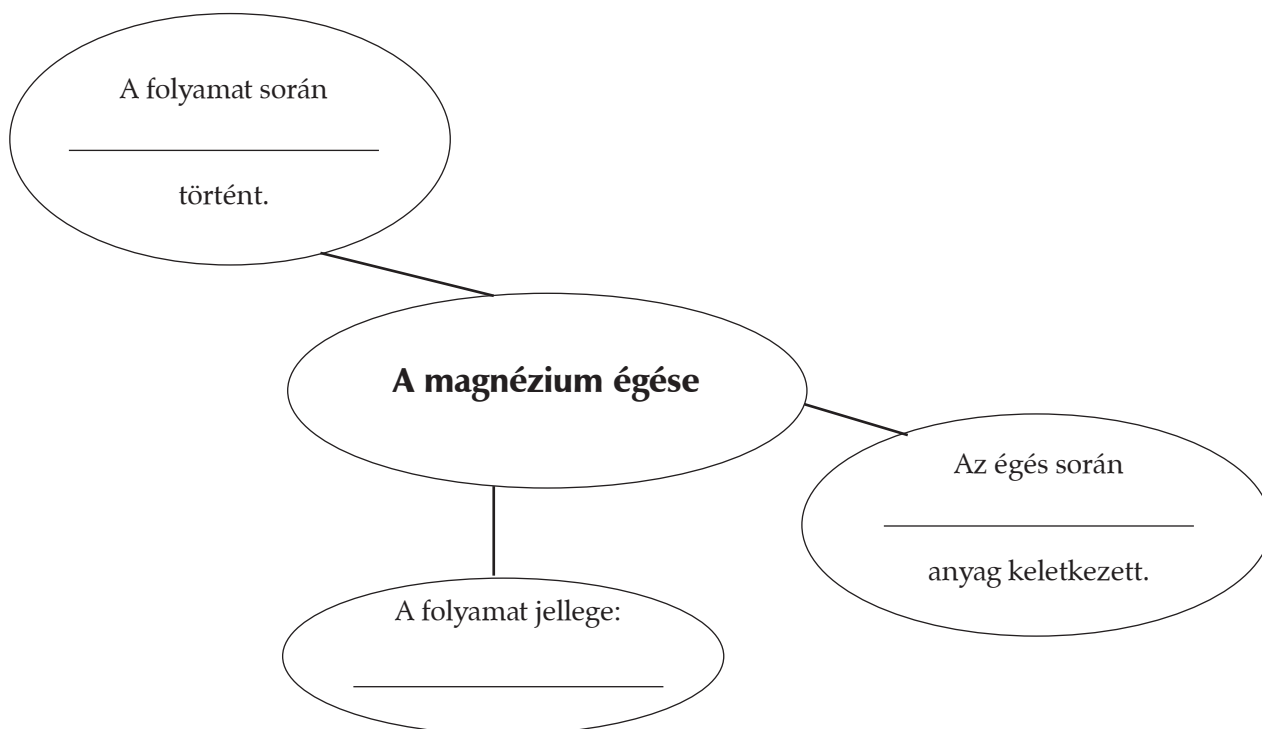 A folyamat során
történt.
A magnézium égése
Az égés során
anyag keletkezett.
A folyamat jellege: